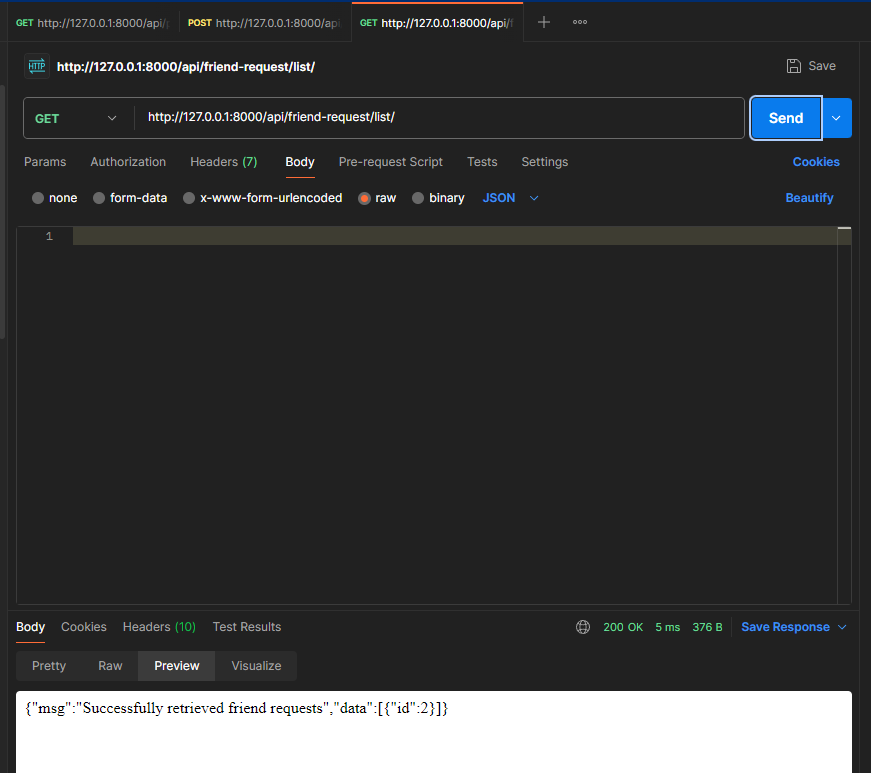 GET http://127.0.0.1:8000/api/ POST http://127.0.0.1:8000/api GET http://127.0.0.1:8000/api/
HTTP http://127.0.0.1:8000/api/friend-request/list/ Save
GET http://127.0.0.1:8000/api/friend-request/list/ Send
Params Authorization Headers (7) Body Pre-request Script Tests Settings Cookies
none form-data x-www-form-urlencoded raw binary JSON Beautify
1
Body Cookies Headers (10) Test Results 200 OK 5 ms 376 B Save Response
Pretty Raw Preview Visualize
{"msg":"Successfully retrieved friend requests","data":[{"id":2}]}